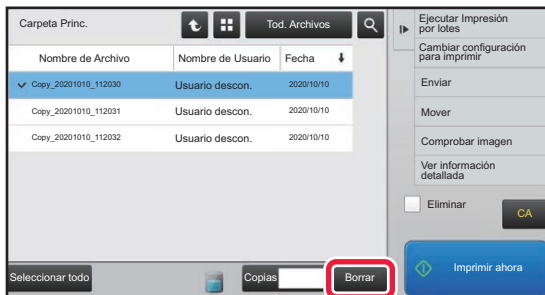 Carpeta Princ.
Tod. Archivos
Nombre de Archivo Nombre de Usuario Fecha
Copy_20201010_112030 Usuario descon. 2020/10/10
Copy_20201010_112031 Usuario descon. 2020/10/10
Copy_20201010_112032 Usuario descon. 2020/10/10
Seleccionar todo
Copias
Borrar
Ejecutar Impresión
por lotes
Cambiar configuración
para imprimir
Enviar
Mover
Comprobar imagen
Ver información
detallada
Eliminar
CA
Imprimir ahora